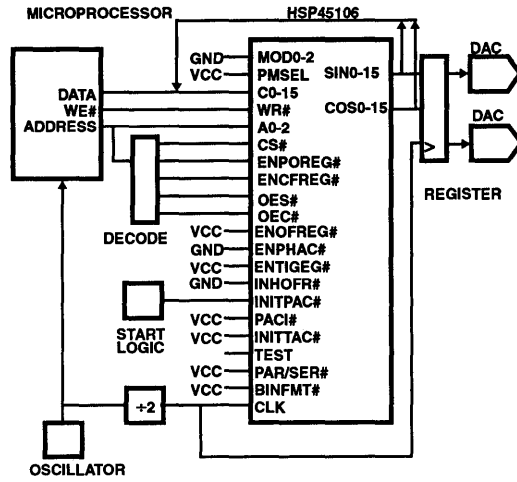 MICROPROCESSOR
HSP45106
DATA
WE#
ADDRESS
GND
VCC
MOD0-2
PMSEL
C0-15
WR#
A0-2
CS#
ENPOREG#
ENCFREG#
OES#
OEC#
ENOFREG#
ENPHAC#
ENTIGEG#
INHOFR#
INITPAC#
PACI#
INITTAC#
TEST
PAR/SER#
BINFMT#
CLK
SIN0-15
COS0-15
DAC
DAC
REGISTER
DECODE
VCC
GND
VCC
GND
START
LOGIC
VCC
VCC
VCC
VCC
÷2
OSCILLATOR